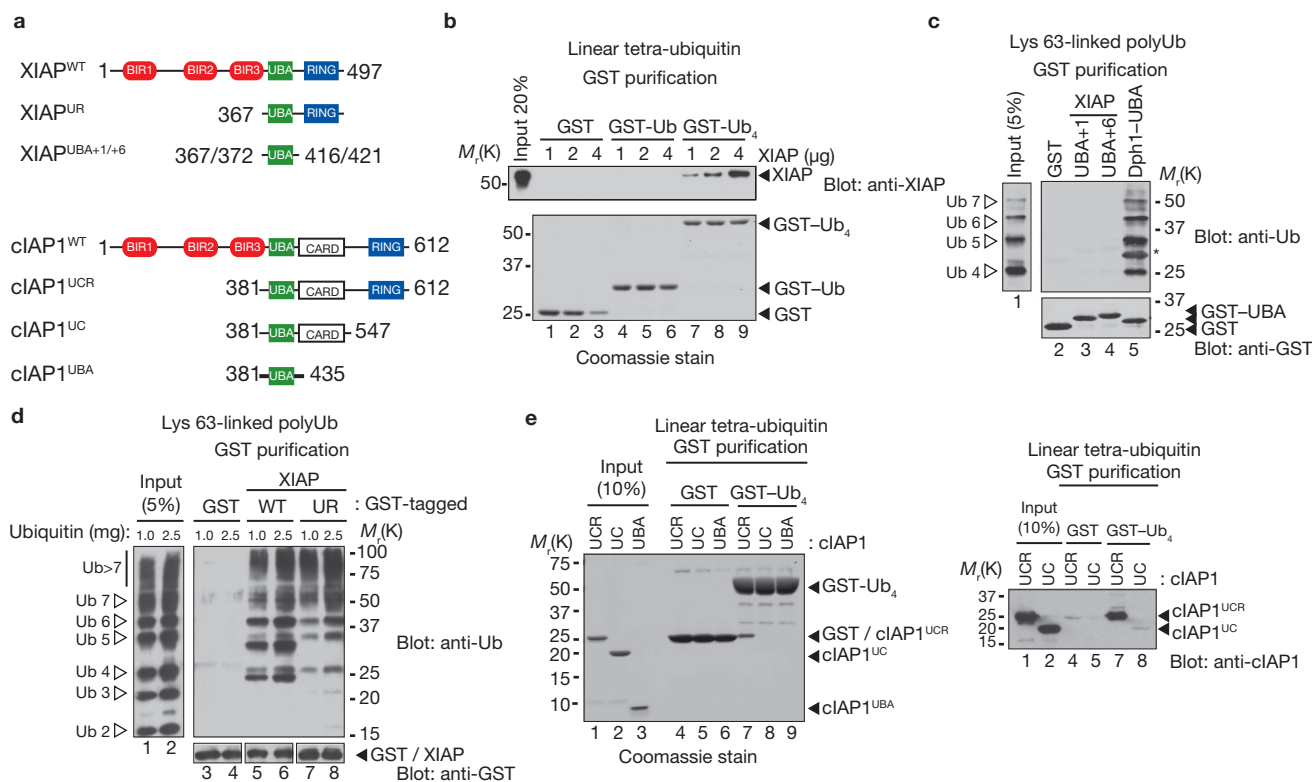 a
XIAP^WT 1 BIR1 BIR2 BIR3 UBA RING 497
XIAP^UR 367 UBA RING
XIAP^UBA+1/+6 367/372 UBA 416/421
cIAP1^WT 1 BIR1 BIR2 BIR3 UBA CARD RING 612
cIAP1^UCR 381 UBA CARD RING 612
cIAP1^UC 381 UBA CARD 547
cIAP1^UBA 381 UBA 435
b
Linear tetra-ubiquitin
GST purification
Input 20%
GST GST-Ub GST-Ub4
Mr(K) 1 2 4 1 2 4 1 2 4 XIAP (µg)
50 XIAP Blot: anti-XIAP
50 GST–Ub4
37
GST–Ub
25 GST
1 2 3 4 5 6 7 8 9
Coomassie stain
c
Lys 63-linked polyUb
GST purification
XIAP
Input (5%) GST UBA+1 UBA+6 Dph1–UBA
Mr(K)
Ub 7 50
Ub 6 37
Ub 5 Blot: anti-Ub
*
Ub 4 25
1
37
GST–UBA
25 GST
2 3 4 5 Blot: anti-GST
d
Lys 63-linked polyUb
GST purification
Input
(5%)
XIAP
GST WT UR : GST-tagged
Ubiquitin (mg): 1.0 2.5 1.0 2.5 1.0 2.5 1.0 2.5 Mr(K)
100
Ub>7 75
Ub 7 50
Ub 6 37
Ub 5 Blot: anti-Ub
Ub 4 25
Ub 3 20
Ub 2 15
1 2
GST / XIAP
3 4 5 6 7 8 Blot: anti-GST
e
Linear tetra-ubiquitin
GST purification
Input
(10%) GST GST–Ub4
UCR UC UBA UCR UC UBA UCR UC UBA : cIAP1
Mr(K)
75
50 GST-Ub4
37
25 GST / cIAP1^UCR
20 cIAP1^UC
15
10 cIAP1^UBA
1 2 3 4 5 6 7 8 9
Coomassie stain
Linear tetra-ubiquitin
GST purification
Input
(10%) GST GST–Ub4
UCR UC UCR UC UCR UC : cIAP1
Mr(K)
37
25 cIAP1^UCR
20 cIAP1^UC
15
1 2 4 5 7 8 Blot: anti-cIAP1